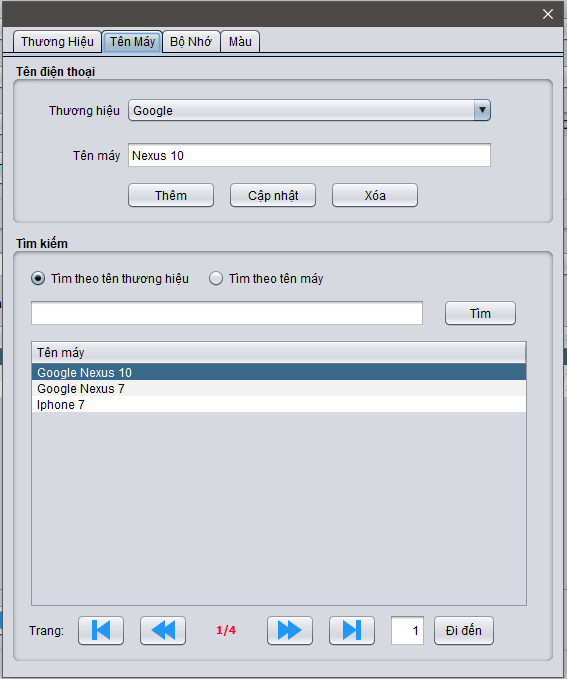 Thương Hiệu Tên Máy Bộ Nhớ Màu
Tên điện thoại
Thương hiệu Google
Tên máy Nexus 10
Thêm Cập nhật Xóa
Tìm kiếm
Tìm theo tên thương hiệu Tìm theo tên máy
Tìm
Tên máy
Google Nexus 10
Google Nexus 7
Iphone 7
Trang: 1/4 1 Đi đến